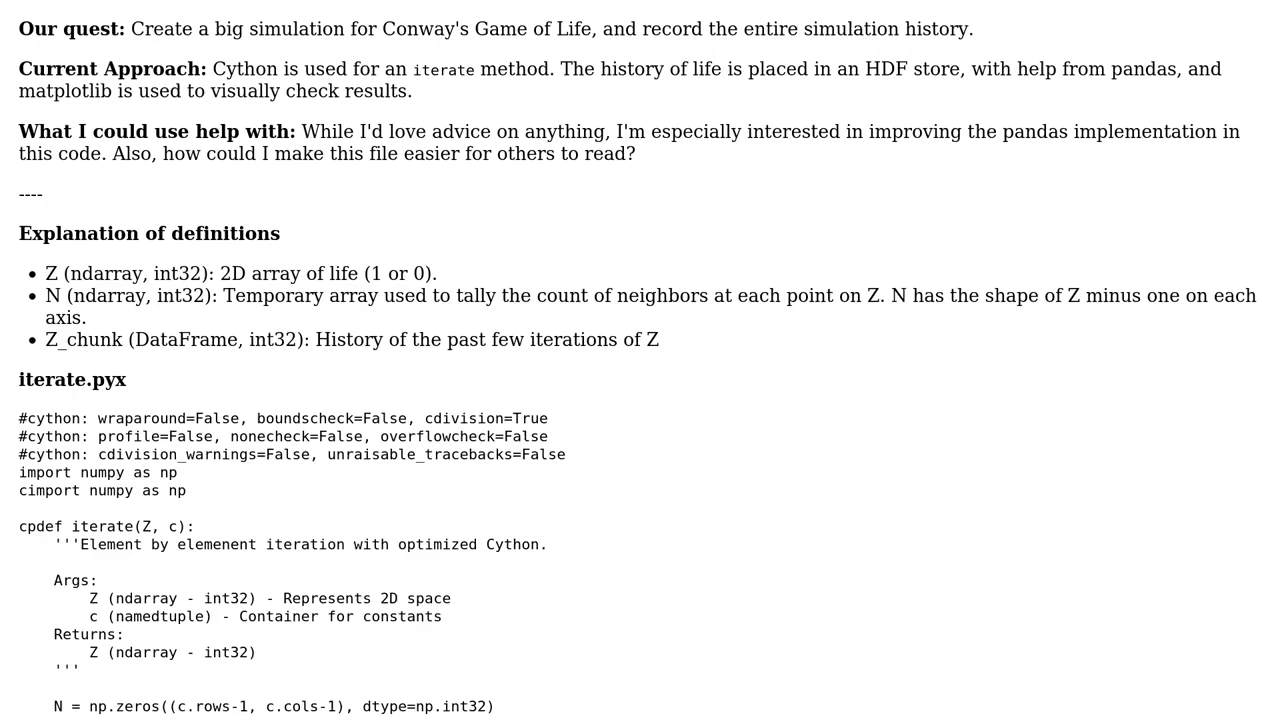 Our quest: Create a big simulation for Conway's Game of Life, and record the entire simulation history.
Current Approach: Cython is used for an iterate method. The history of life is placed in an HDF store, with help from pandas, and
matplotlib is used to visually check results.
What I could use help with: While I'd love advice on anything, I'm especially interested in improving the pandas implementation in
this code. Also, how could I make this file easier for others to read?
----
Explanation of definitions
• Z (ndarray, int32): 2D array of life (1 or 0).
• N (ndarray, int32): Temporary array used to tally the count of neighbors at each point on Z. N has the shape of Z minus one on each
axis.
• Z_chunk (DataFrame, int32): History of the past few iterations of Z
iterate.pyx
#cython: wraparound=False, boundscheck=False, cdivision=True
#cython: profile=False, nonecheck=False, overflowcheck=False
#cython: cdivision_warnings=False, unraisable_tracebacks=False
import numpy as np
cimport numpy as np
cpdef iterate(Z, c):
    '''Element by elemenent iteration with optimized Cython.
    Args:
        Z (ndarray - int32) - Represents 2D space
        c (namedtuple) - Container for constants
    Returns:
        Z (ndarray - int32)
    '''
    N = np.zeros((c.rows-1, c.cols-1), dtype=np.int32)